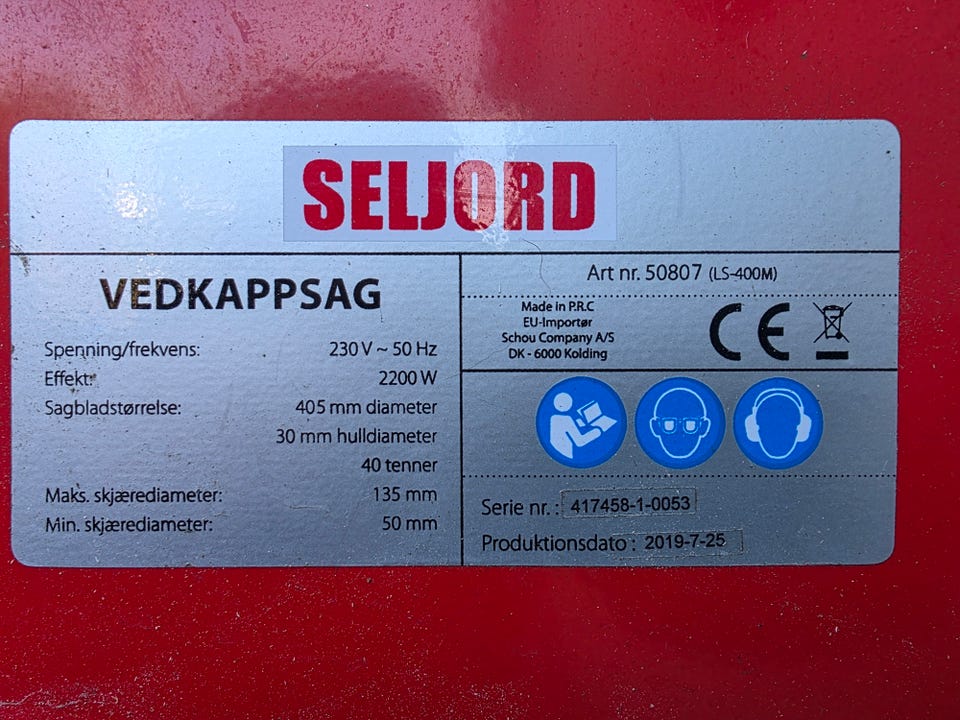 SELJORD
VEDKAPPSAG
Spenning/frekvens: 230 V ~ 50 Hz
Effekt: 2200 W
Sagbladstørrelse: 405 mm diameter
30 mm hulldiameter
40 tenner
Maks. skjærediameter: 135 mm
Min. skjærediameter: 50 mm
Art nr. 50807 (LS-400M)
Made in P.R.C
EU-Importør
Schou Company A/S
DK - 6000 Kolding
CE
Serie nr. : 417458-1-0053
Produktionsdato : 2019-7-25